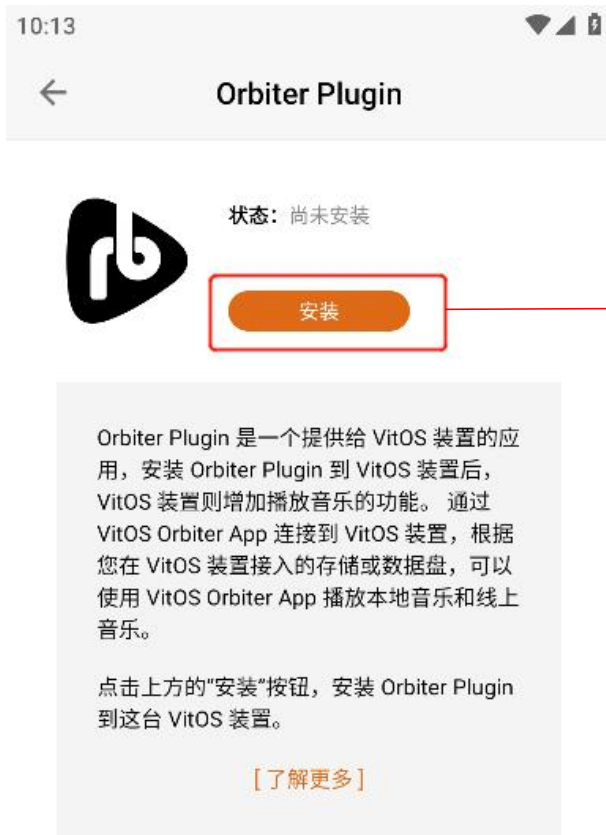 10:13
Orbiter Plugin
状态：尚未安装
安装
Orbiter Plugin 是一个提供给 VitOS 装置的应
用，安装 Orbiter Plugin 到 VitOS 装置后，
VitOS 装置则增加播放音乐的功能。 通过
VitOS Orbiter App 连接到 VitOS 装置，根据
您在 VitOS 装置接入的存储或数据盘，可以
使用 VitOS Orbiter App 播放本地音乐和线上
音乐。
点击上方的“安装”按钮，安装 Orbiter Plugin
到这台 VitOS 装置。
[ 了解更多 ]